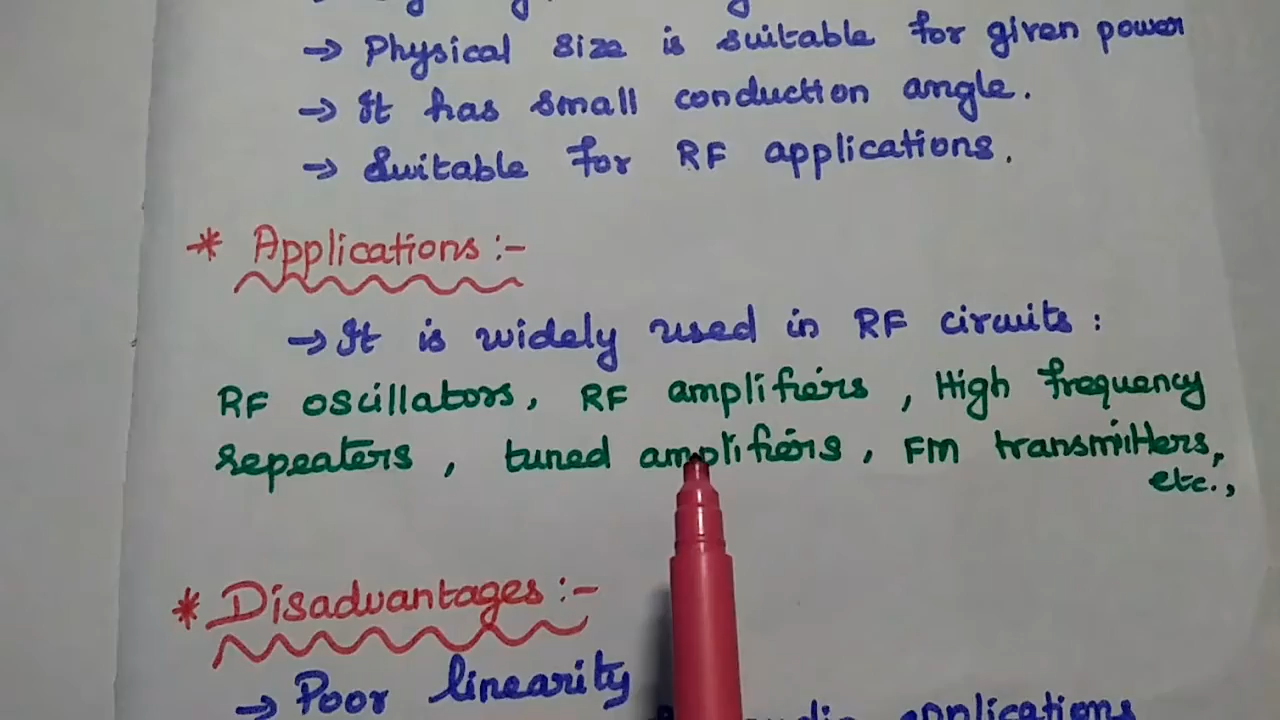 → Physical size is suitable for given power
→ It has small conduction angle.
→ Suitable for RF applications.
* Applications :-
→ It is widely used in RF circuits :
RF oscillators, RF amplifiers, High frequency
repeaters, tuned amplifiers, FM transmitters,
etc.,
* Disadvantages :-
→ Poor linearity
applications